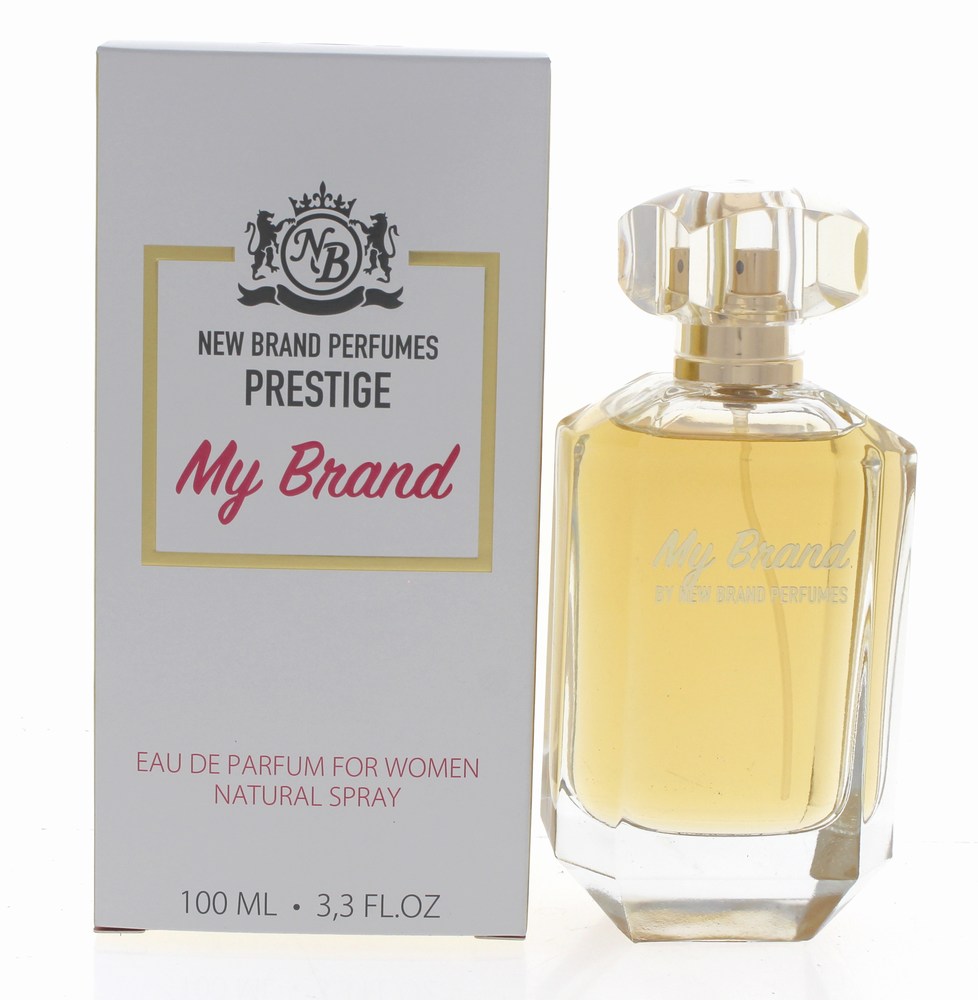 NB
NEW BRAND PERFUMES
PRESTIGE
My Brand
EAU DE PARFUM FOR WOMEN
NATURAL SPRAY
100 ML • 3,3 FL.OZ
My Brand
BY NEW BRAND PERFUMES